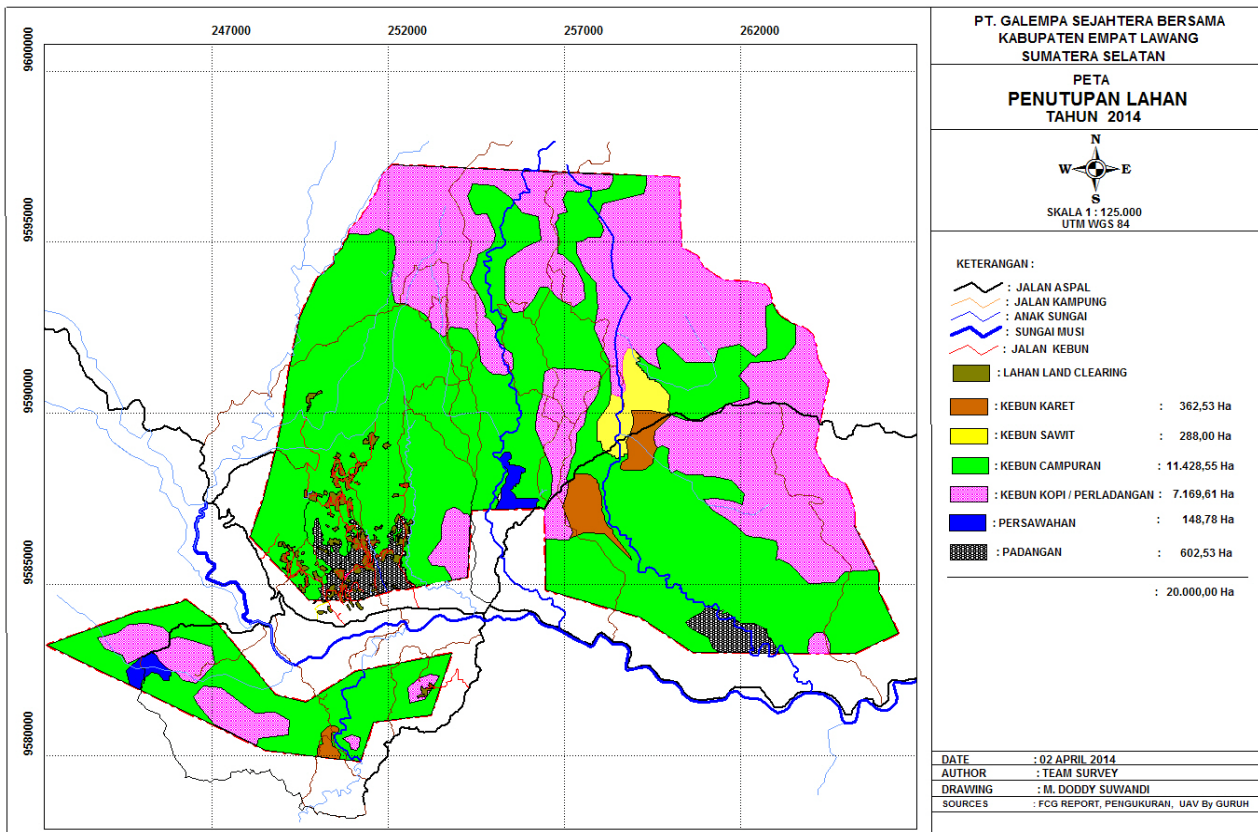 247000
252000
257000
262000
9600000
9595000
9590000
9585000
9580000
PT. GALEMPA SEJAHTERA BERSAMA
KABUPATEN EMPAT LAWANG
SUMATERA SELATAN
PETA
PENUTUPAN LAHAN
TAHUN 2014
N
W E
S
SKALA 1 : 125.000
UTM WGS 84
KETERANGAN :
: JALAN ASPAL
: JALAN KAMPUNG
: ANAK SUNGAI
: SUNGAI MUSI
: JALAN KEBUN
: LAHAN LAND CLEARING
: KEBUN KARET : 362,53 Ha
: KEBUN SAWIT : 288,00 Ha
: KEBUN CAMPURAN : 11.428,55 Ha
: KEBUN KOPI / PERLADANGAN : 7.169,61 Ha
: PERSAWAHAN : 148,78 Ha
: PADANGAN : 602,53 Ha
: 20.000,00 Ha
DATE : 02 APRIL 2014
AUTHOR : TEAM SURVEY
DRAWING : M. DODDY SUWANDI
SOURCES : FCG REPORT, PENGUKURAN, UAV By GURUH